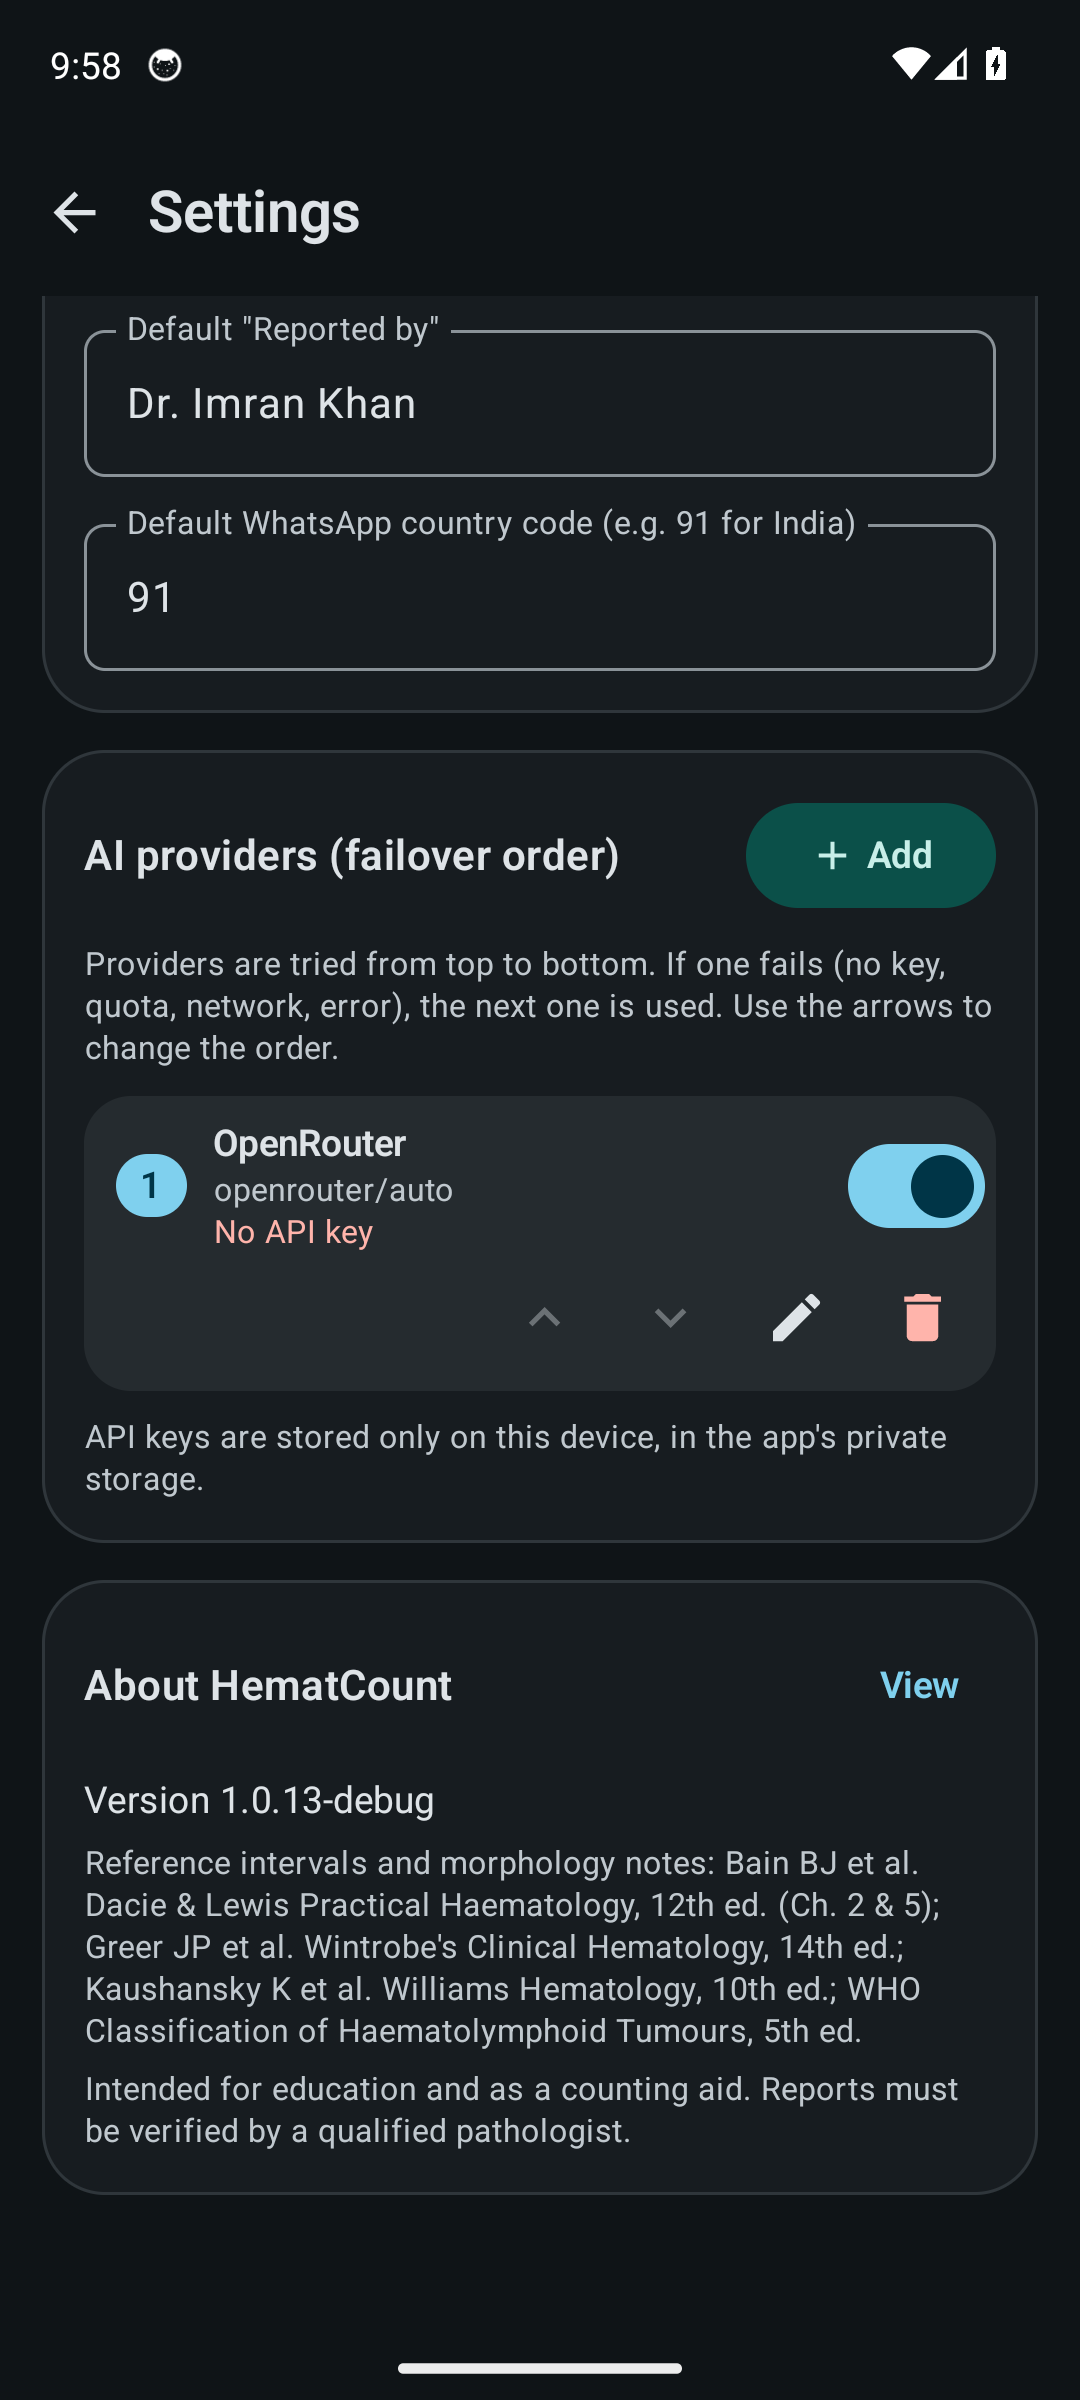 9:58
Settings
Default "Reported by"
Dr. Imran Khan
Default WhatsApp country code (e.g. 91 for India)
91
AI providers (failover order)
+ Add
Providers are tried from top to bottom. If one fails (no key,
quota, network, error), the next one is used. Use the arrows to
change the order.
1
OpenRouter
openrouter/auto
No API key
API keys are stored only on this device, in the app's private
storage.
About HematCount
View
Version 1.0.13-debug
Reference intervals and morphology notes: Bain BJ et al.
Dacie & Lewis Practical Haematology, 12th ed. (Ch. 2 & 5);
Greer JP et al. Wintrobe's Clinical Hematology, 14th ed.;
Kaushansky K et al. Williams Hematology, 10th ed.; WHO
Classification of Haematolymphoid Tumours, 5th ed.
Intended for education and as a counting aid. Reports must
be verified by a qualified pathologist.